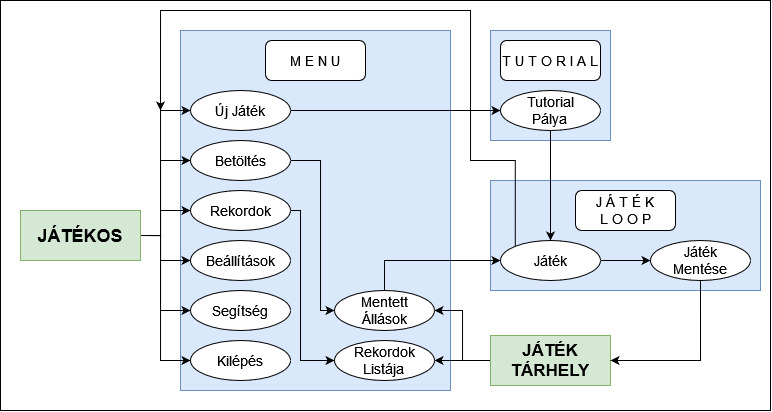 M E N U
T U T O R I A L
Új Játék
Tutorial
Pálya
Betöltés
Rekordok
J Á T É K
L O O P
JÁTÉKOS
Beállítások
Játék
Játék
Mentése
Segítség
Mentett
Állások
Kilépés
Rekordok
Listája
JÁTÉK
TÁRHELY